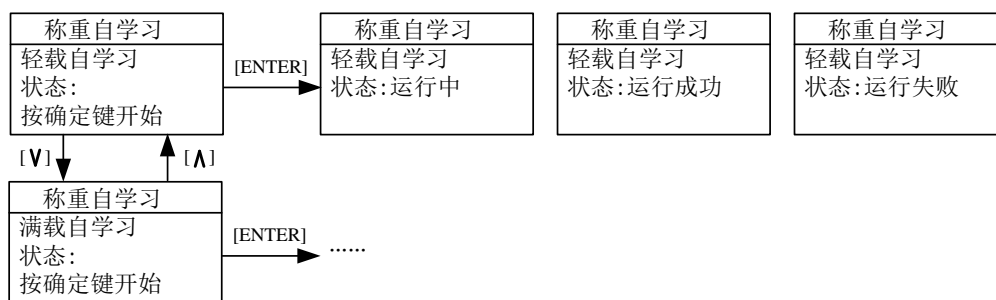 称重自学习
轻载自学习
状态:
按确定键开始
[ENTER]
称重自学习
轻载自学习
状态:运行中
称重自学习
轻载自学习
状态:运行成功
称重自学习
轻载自学习
状态:运行失败
[∨]
[∧]
称重自学习
满载自学习
状态:
按确定键开始
[ENTER]
......